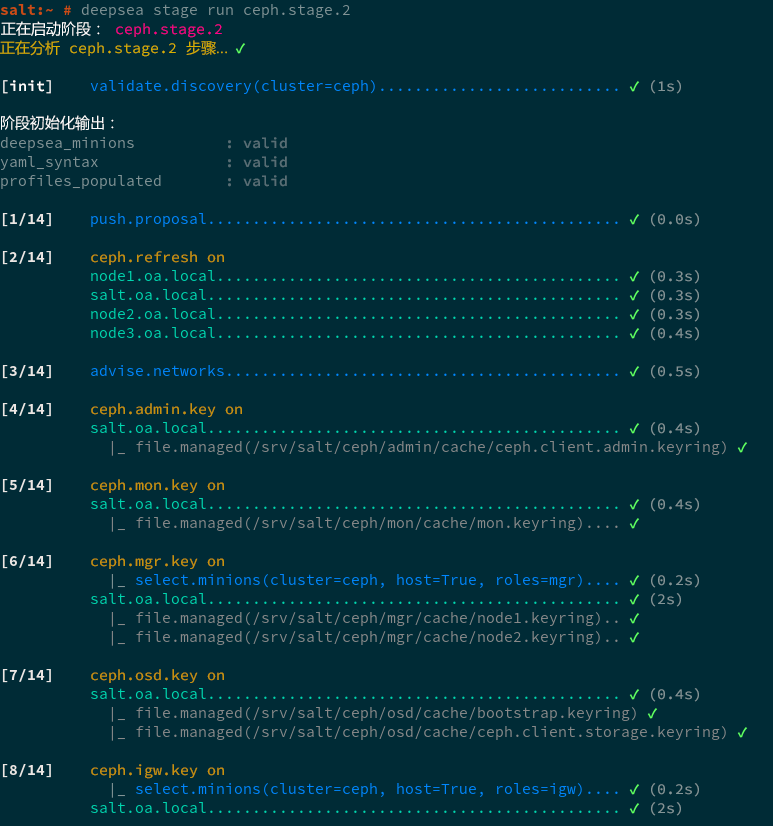 salt:~ # deepsea stage run ceph.stage.2
正在启动阶段： ceph.stage.2
正在分析 ceph.stage.2 步骤… ✓
[init] validate.discovery(cluster=ceph)........................... ✓ (1s)
阶段初始化输出：
deepsea_minions : valid
yaml_syntax : valid
profiles_populated : valid
[1/14] push.proposal.............................................. ✓ (0.0s)
[2/14] ceph.refresh on
node1.oa.local............................................. ✓ (0.3s)
salt.oa.local.............................................. ✓ (0.3s)
node2.oa.local............................................. ✓ (0.3s)
node3.oa.local............................................. ✓ (0.4s)
[3/14] advise.networks............................................ ✓ (0.5s)
[4/14] ceph.admin.key on
salt.oa.local.............................................. ✓ (0.4s)
|_ file.managed(/srv/salt/ceph/admin/cache/ceph.client.admin.keyring) ✓
[5/14] ceph.mon.key on
salt.oa.local.............................................. ✓ (0.4s)
|_ file.managed(/srv/salt/ceph/mon/cache/mon.keyring).... ✓
[6/14] ceph.mgr.key on
|_ select.minions(cluster=ceph, host=True, roles=mgr).... ✓ (0.2s)
salt.oa.local.............................................. ✓ (2s)
|_ file.managed(/srv/salt/ceph/mgr/cache/node1.keyring).. ✓
|_ file.managed(/srv/salt/ceph/mgr/cache/node2.keyring).. ✓
[7/14] ceph.osd.key on
salt.oa.local.............................................. ✓ (0.4s)
|_ file.managed(/srv/salt/ceph/osd/cache/bootstrap.keyring) ✓
|_ file.managed(/srv/salt/ceph/osd/cache/ceph.client.storage.keyring) ✓
[8/14] ceph.igw.key on
|_ select.minions(cluster=ceph, host=True, roles=igw).... ✓ (0.2s)
salt.oa.local.............................................. ✓ (2s)